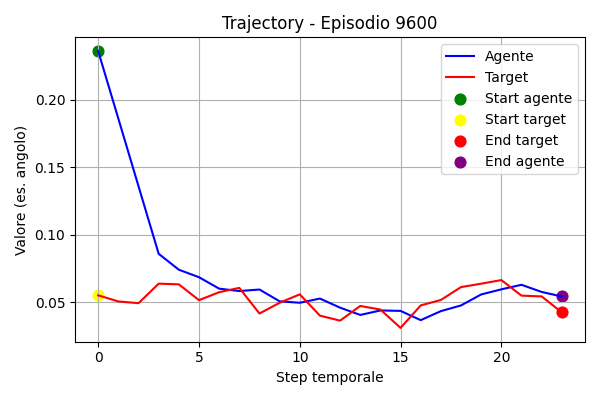 Trajectory - Episodio 9600
Valore (es. angolo)
0.20
0.15
0.10
0.05
0
5
10
15
20
Step temporale
Agente
Target
Start agente
Start target
End target
End agente